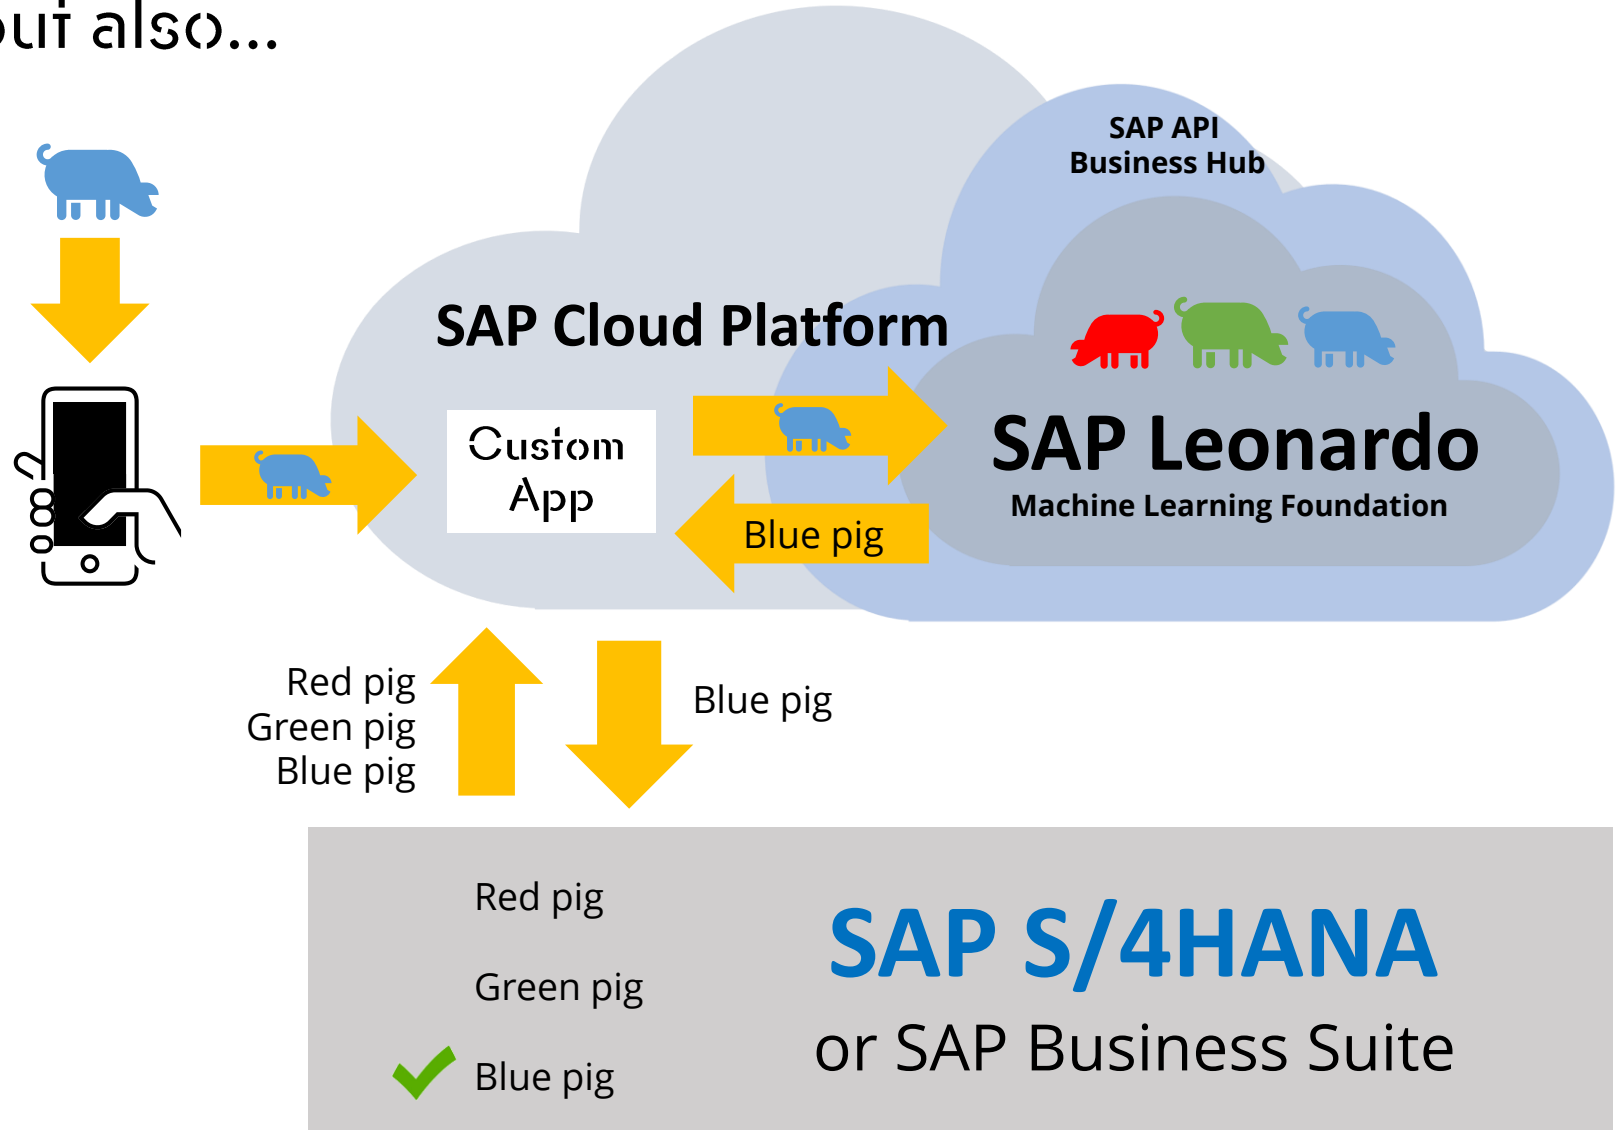 but also...
SAP API
Business Hub
SAP Cloud Platform
Custom
App
SAP Leonardo
Machine Learning Foundation
Blue pig
Red pig
Green pig
Blue pig
Blue pig
Red pig
Green pig
Blue pig
SAP S/4HANA
or SAP Business Suite